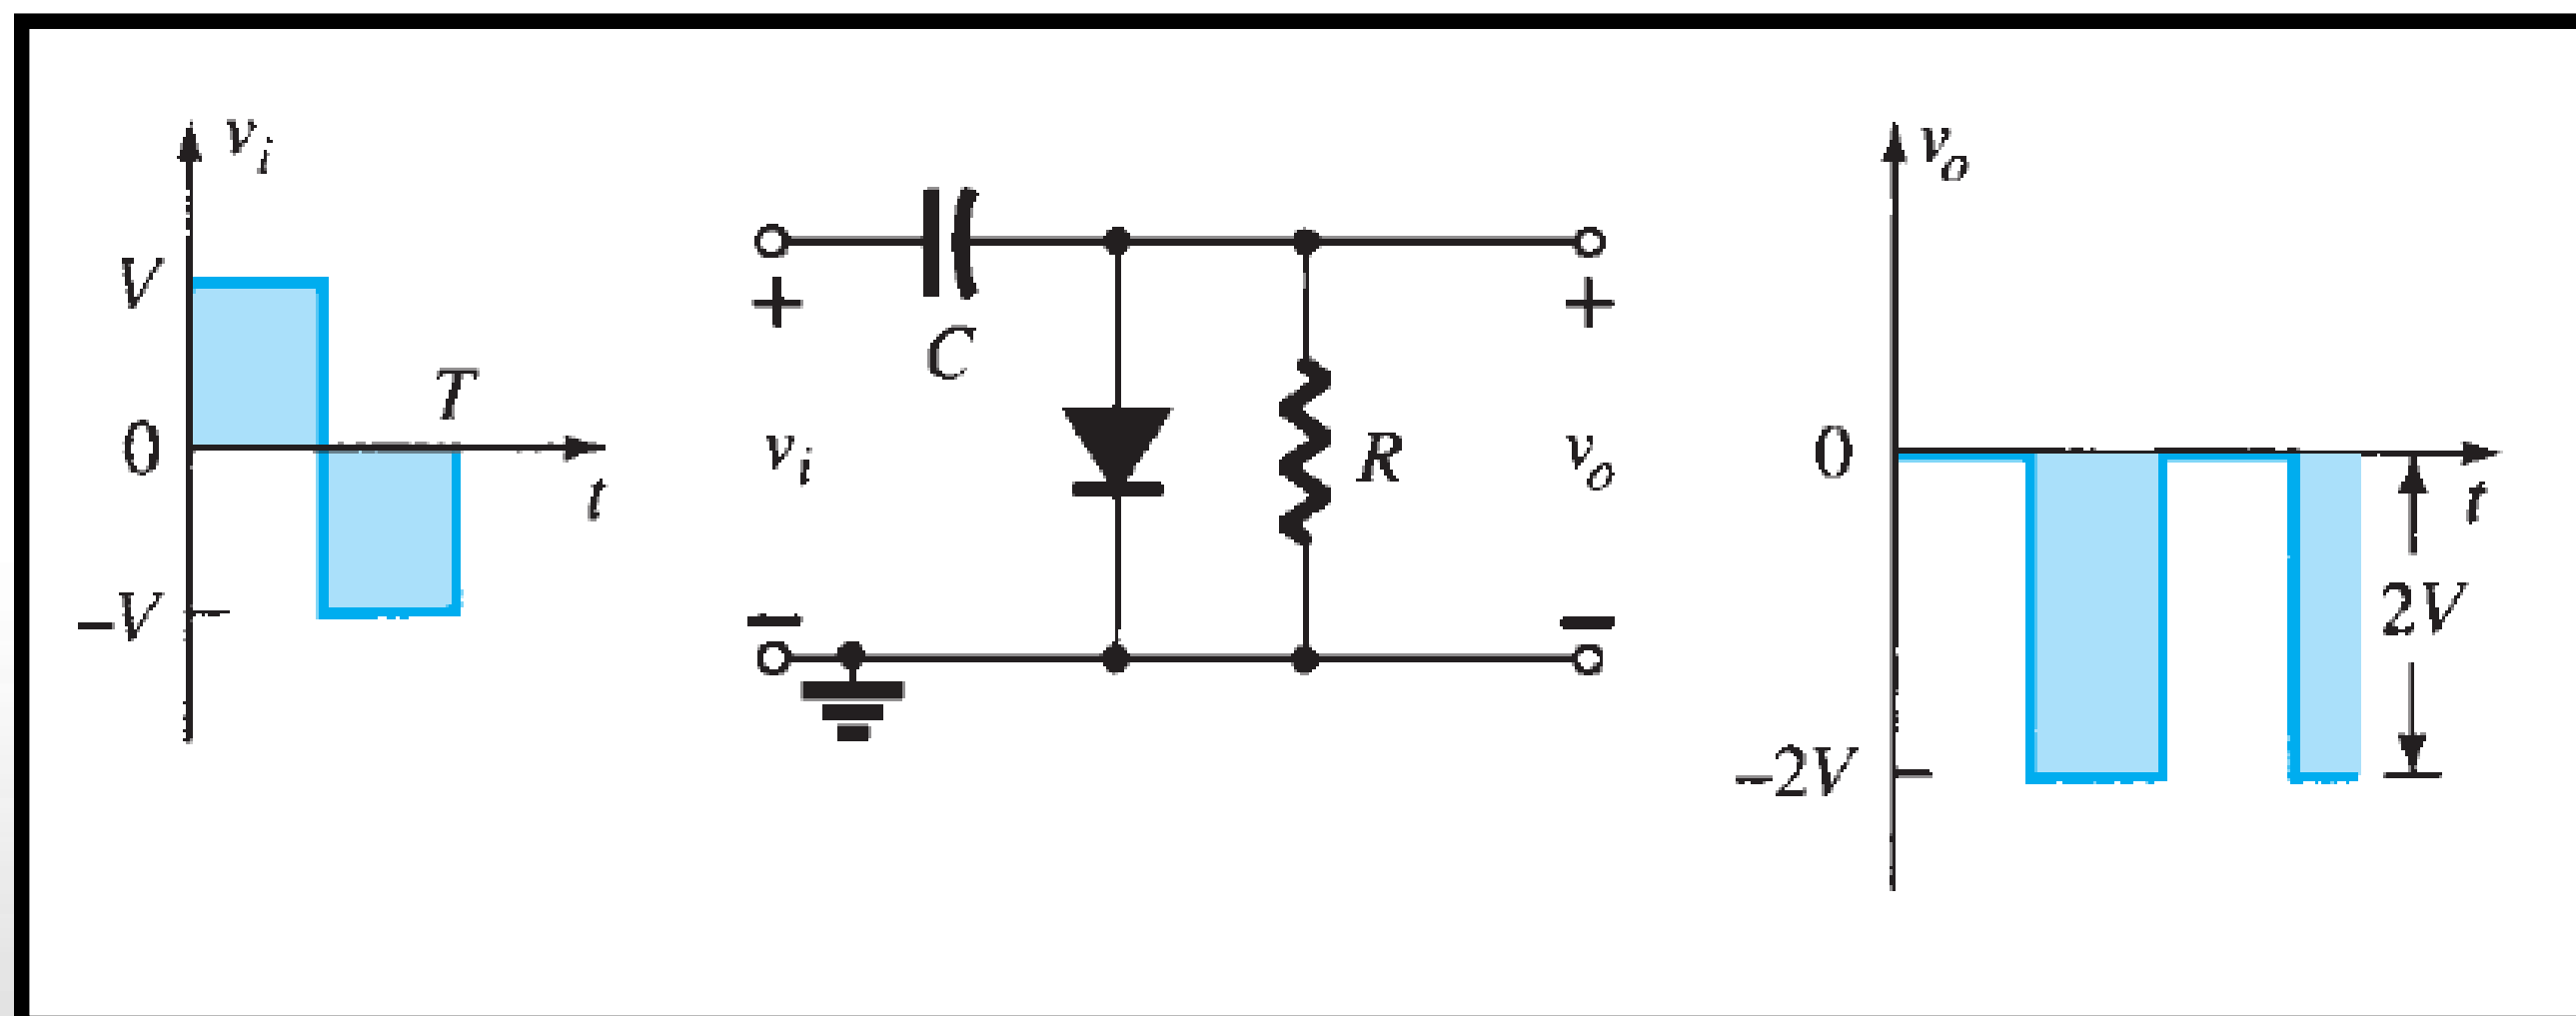 v_i
V
0
–V
T
t
+
C
v_i
–
R
+
v_o
–
v_o
0
–2V
t
2V